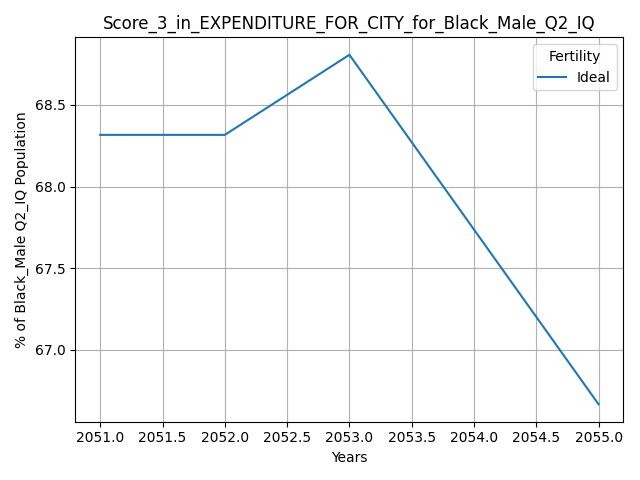 Score_3_in_EXPENDITURE_FOR_CITY_for_Black_Male_Q2_IQ
Fertility
Ideal
% of Black_Male Q2_IQ Population
68.5
68.0
67.5
67.0
2051.0 2051.5 2052.0 2052.5 2053.0 2053.5 2054.0 2054.5 2055.0
Years